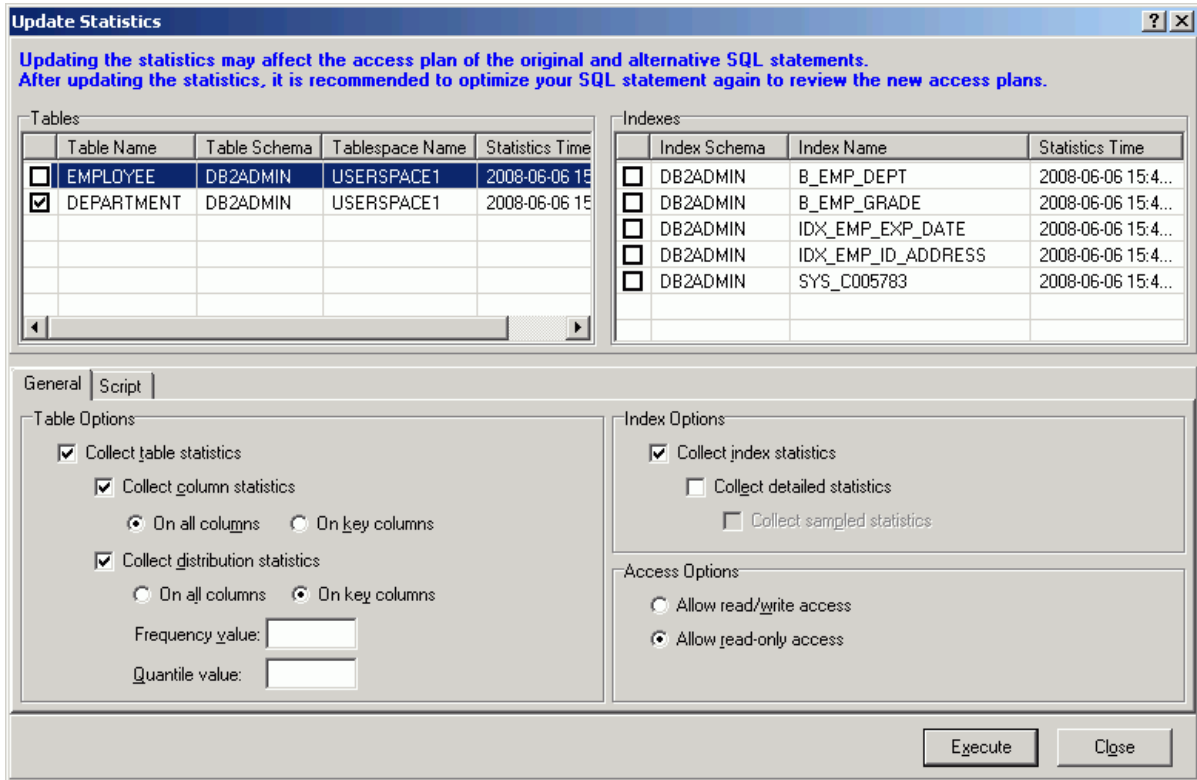 Update Statistics
Updating the statistics may affect the access plan of the original and alternative SQL statements.
After updating the statistics, it is recommended to optimize your SQL statement again to review the new access plans.
Tables
Table Name Table Schema Tablespace Name Statistics Time
EMPLOYEE DB2ADMIN USERSPACE1 2008-06-06 15
DEPARTMENT DB2ADMIN USERSPACE1 2008-06-06 15
Indexes
Index Schema Index Name Statistics Time
DB2ADMIN B_EMP_DEPT 2008-06-06 15:4...
DB2ADMIN B_EMP_GRADE 2008-06-06 15:4...
DB2ADMIN IDX_EMP_EXP_DATE 2008-06-06 15:4...
DB2ADMIN IDX_EMP_ID_ADDRESS 2008-06-06 15:4...
DB2ADMIN SYS_C005783 2008-06-06 15:4...
General Script
Table Options
Collect table statistics
Collect column statistics
On all columns On key columns
Collect distribution statistics
On all columns On key columns
Frequency value:
Quantile value:
Index Options
Collect index statistics
Collect detailed statistics
Collect sampled statistics
Access Options
Allow read/write access
Allow read-only access
Execute Close